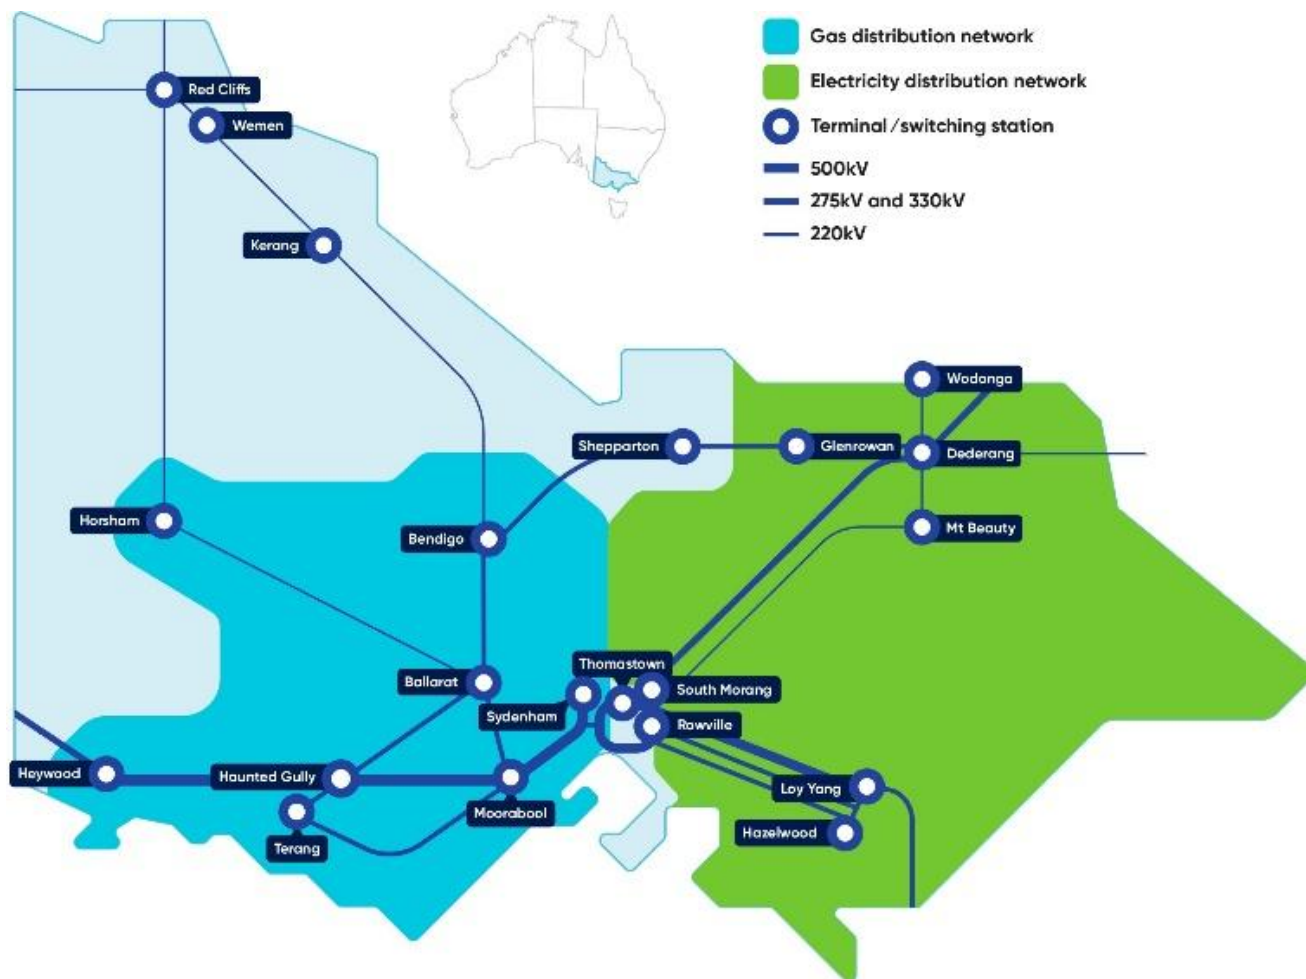 Gas distribution network
Electricity distribution network
Terminal/switching station
500kV
275kV and 330kV
220kV
Red Cliffs
Wemen
Kerang
Wodonga
Shepparton
Glenrowan
Dederang
Horsham
Bendigo
Mt Beauty
Thomastown
Ballarat
South Morang
Sydenham
Rowville
Heywood
Haunted Gully
Loy Yang
Moorabool
Hazelwood
Terang